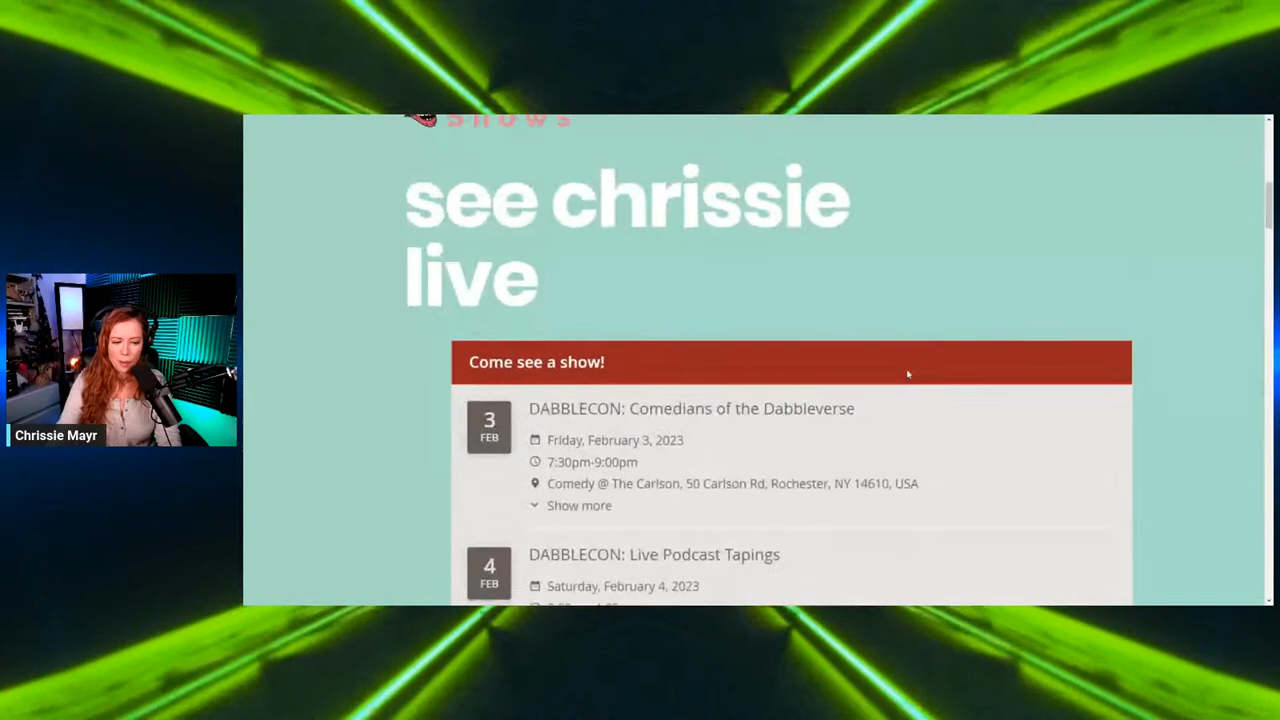 Shows
see chrissie
live
Come see a show!
3
FEB
DABBLECON: Comedians of the Dabbleverse
Friday, February 3, 2023
7:30pm-9:00pm
Comedy @ The Carlson, 50 Carlson Rd, Rochester, NY 14610, USA
Show more
4
FEB
DABBLECON: Live Podcast Tapings
Saturday, February 4, 2023
Chrissie Mayr